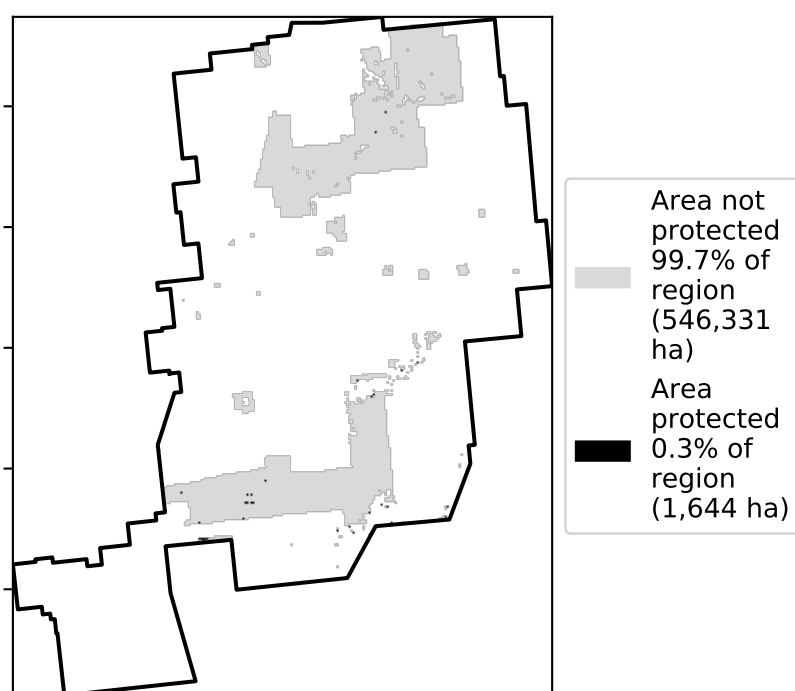 Area not
protected
99.7% of
region
(546,331
ha)
Area
protected
0.3% of
region
(1,644 ha)